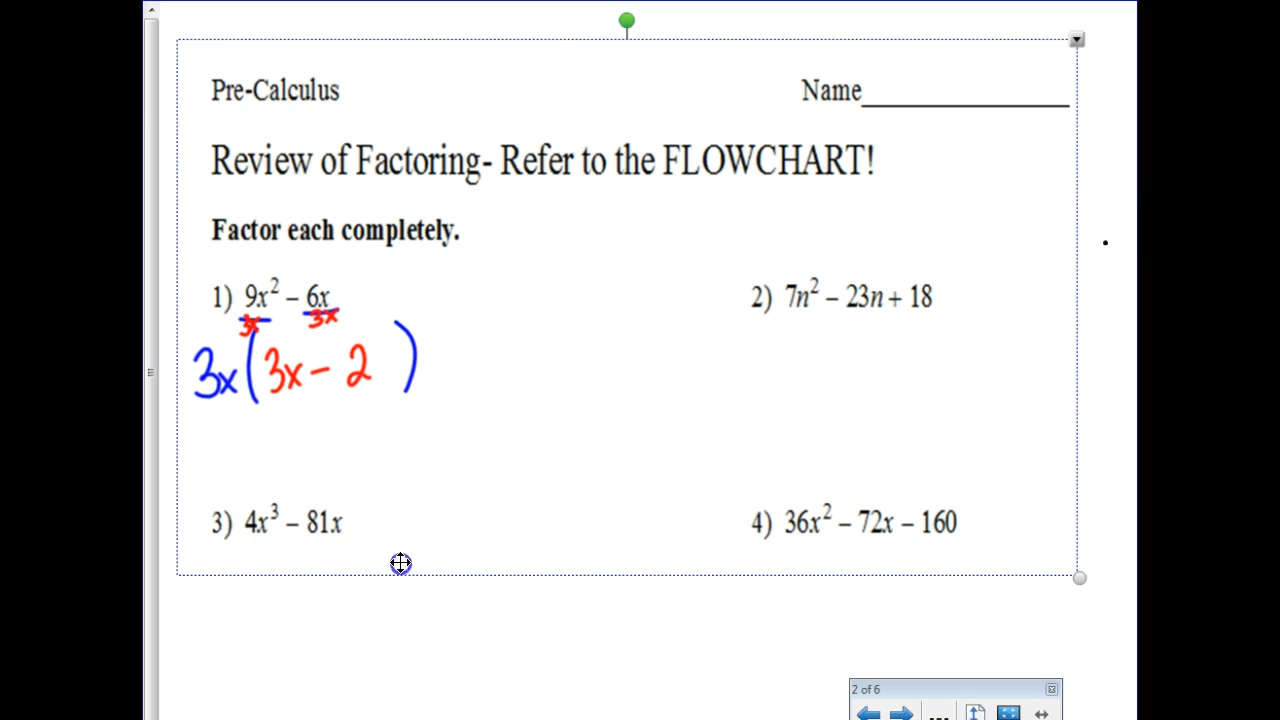 Pre-Calculus Name__________________
Review of Factoring- Refer to the FLOWCHART!
Factor each completely.
1) 9x² – 6x
3x 3x
3x(3x – 2 )
2) 7n² – 23n + 18
3) 4x³ – 81x
4) 36x² – 72x – 160
2 of 6